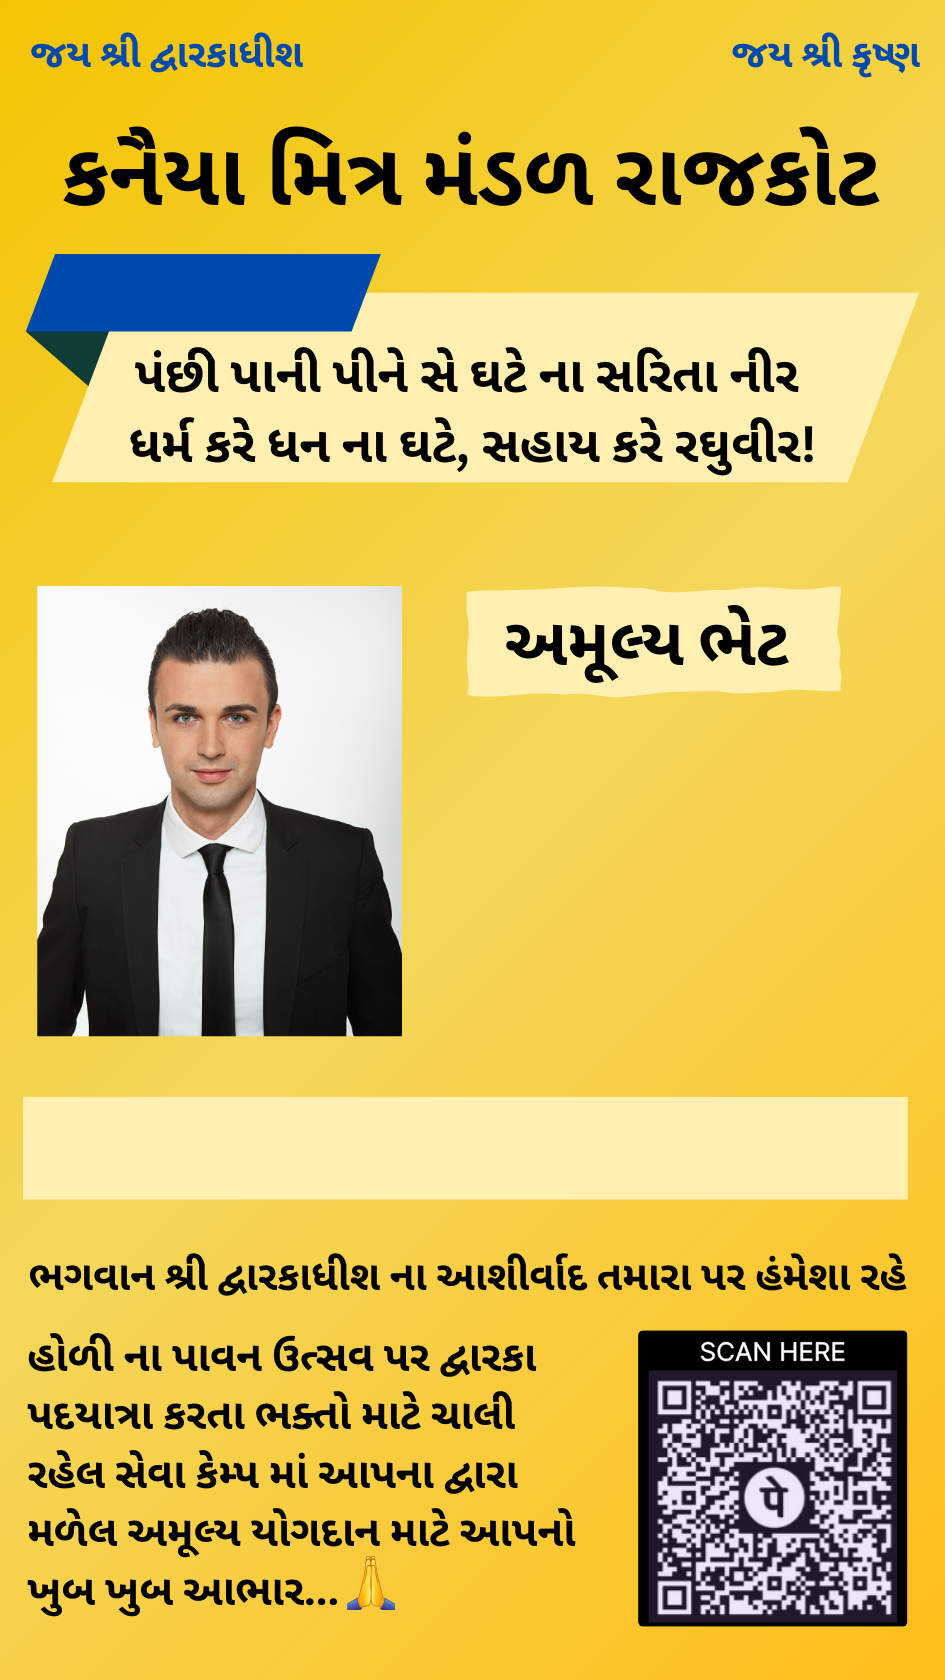 જય શ્રી દ્વારકાધીશ
જય શ્રી કૃષ્ણ
કનૈયા મિત્ર મંડળ રાજકોટ
પંછી પાની પીને સે ઘટે ના સરિતા નીર
ધર્મ કરે ધન ના ઘટે, સહાય કરે રઘુવીર!
અમૂલ્ય ભેટ
ભગવાન શ્રી દ્વારકાધીશ ના આશીર્વાદ તમારા પર હંમેશા રહે
હોળી ના પાવન ઉત્સવ પર દ્વારકા
પદયાત્રા કરતા ભક્તો માટે ચાલી
રહેલ સેવા કેમ્પ માં આપના દ્વારા
મળેલ અમૂલ્ય યોગદાન માટે આપનો
ખુબ ખુબ આભાર...🙏
SCAN HERE
पे